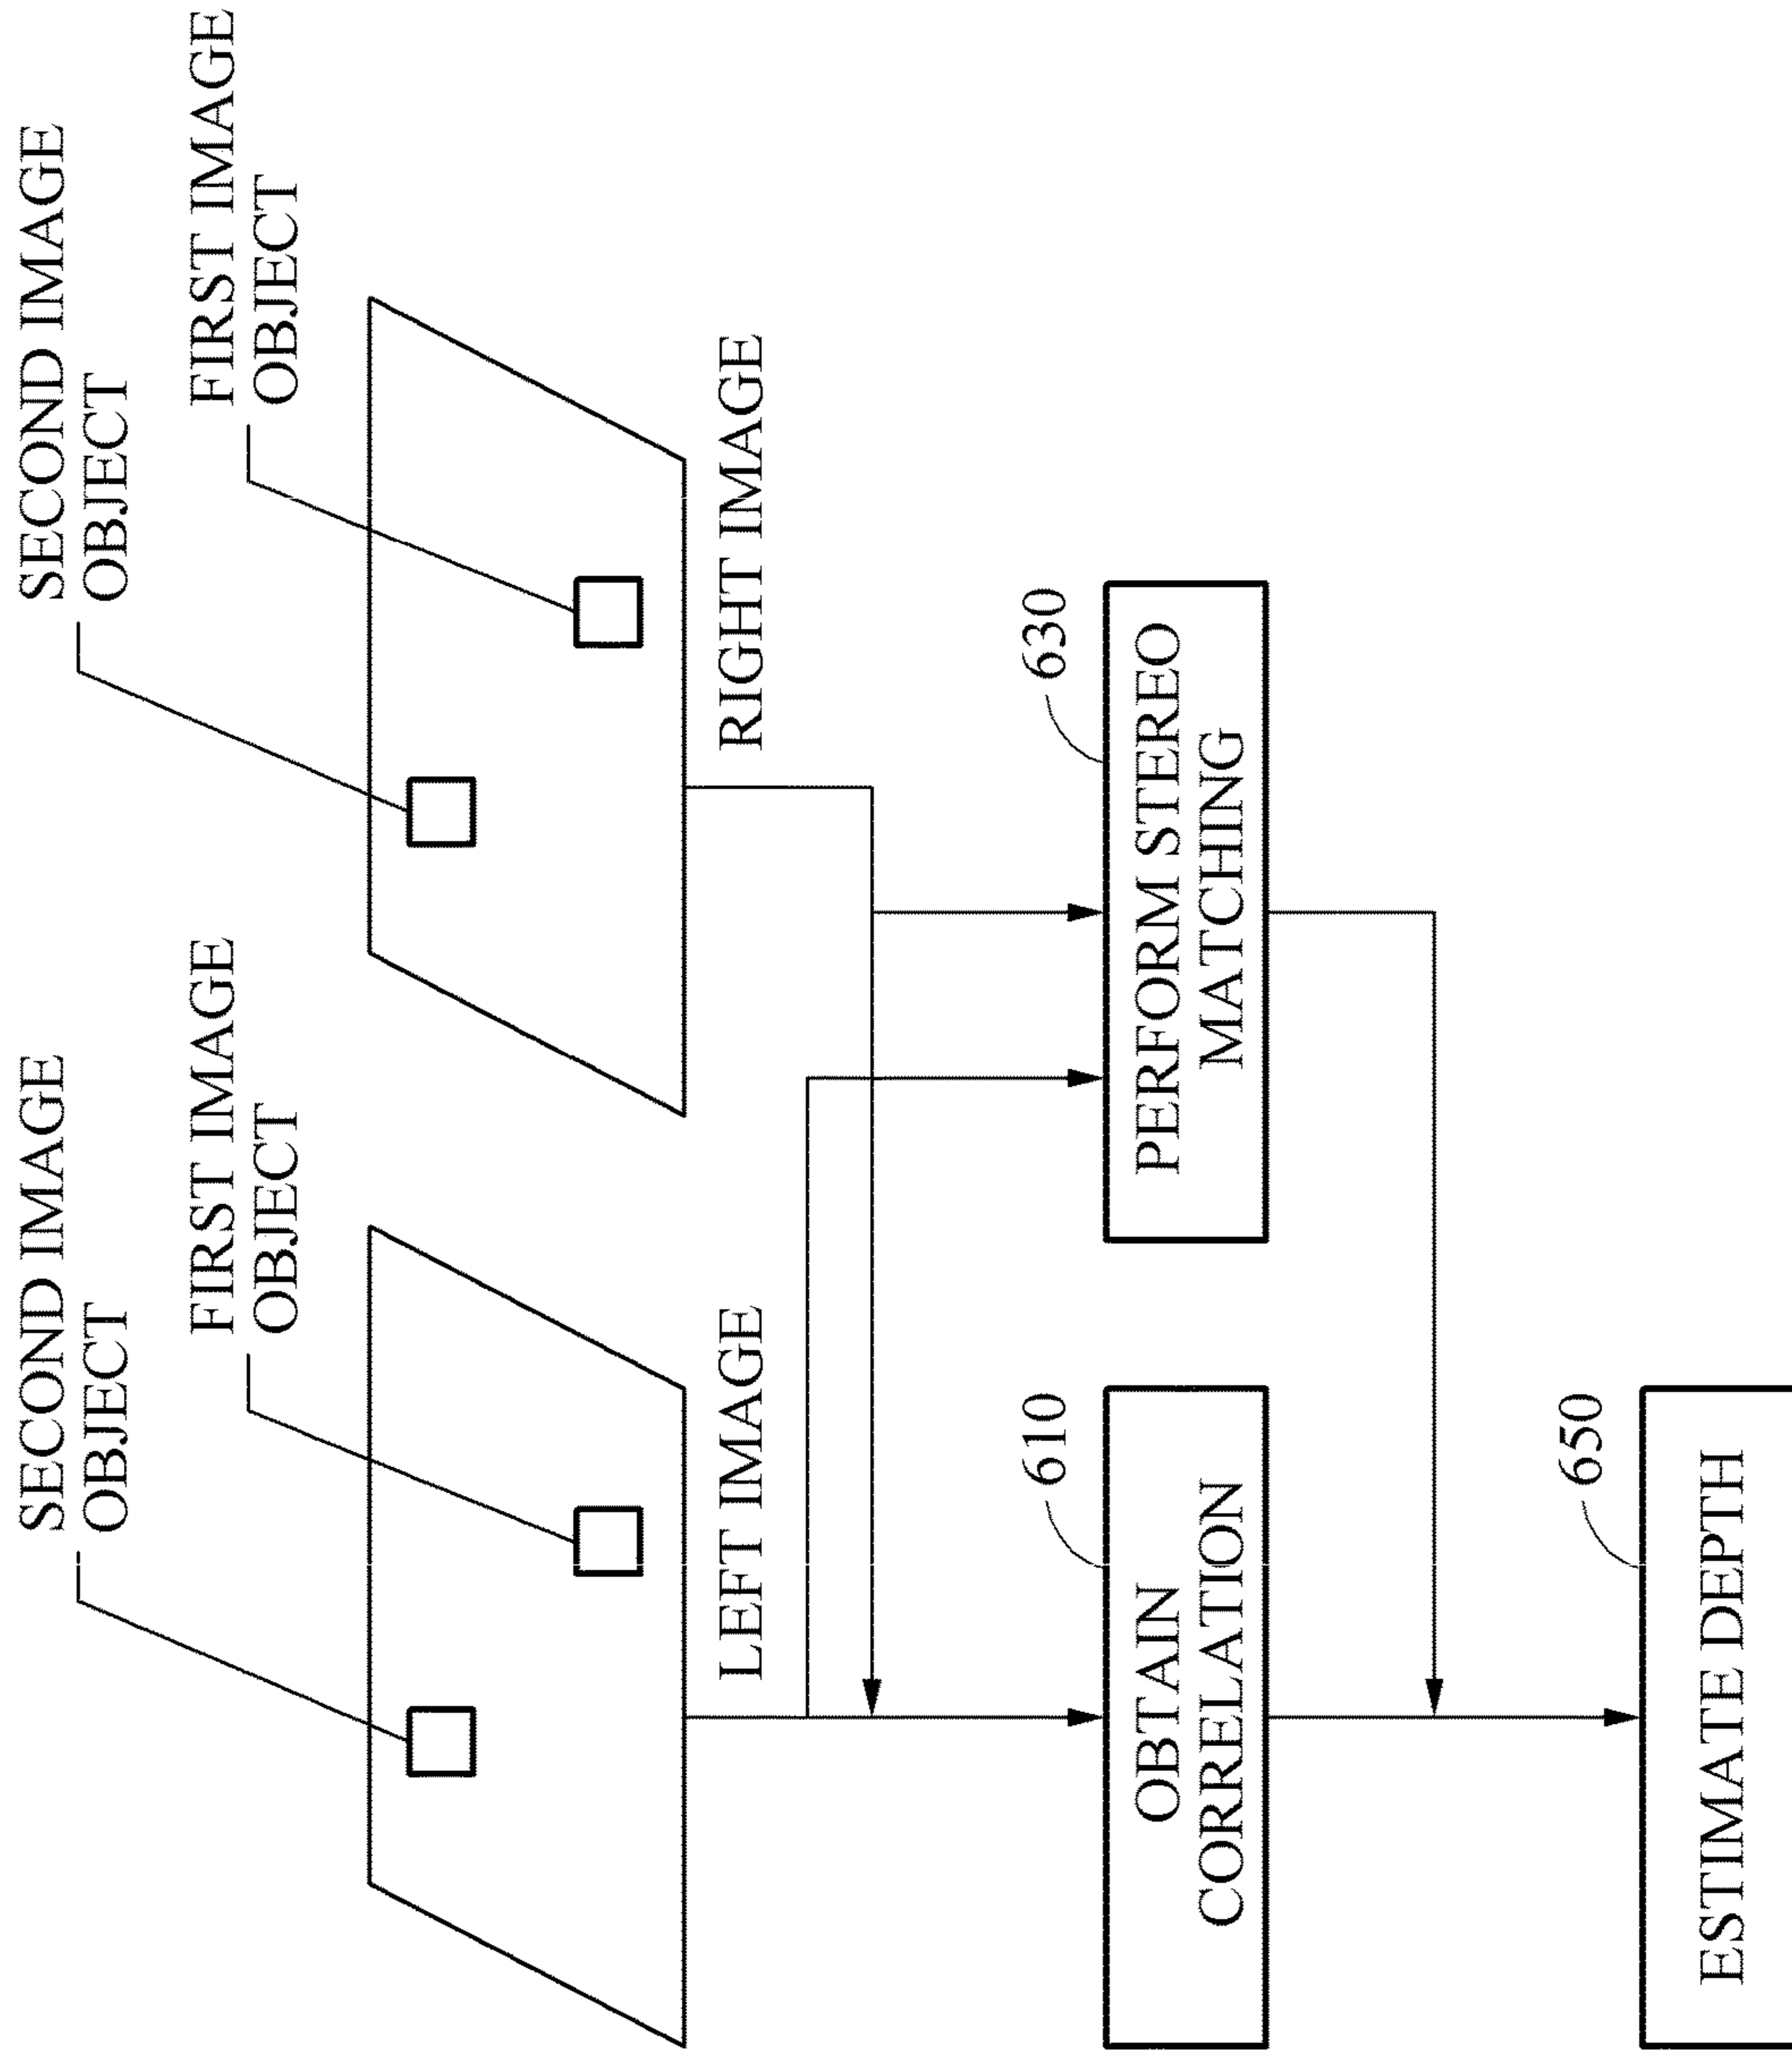 SECOND IMAGE
OBJECT
FIRST IMAGE
OBJECT
LEFT IMAGE
SECOND IMAGE
OBJECT
FIRST IMAGE
OBJECT
RIGHT IMAGE
610
OBTAIN
CORRELATION
630
PERFORM STEREO
MATCHING
650
ESTIMATE DEPTH